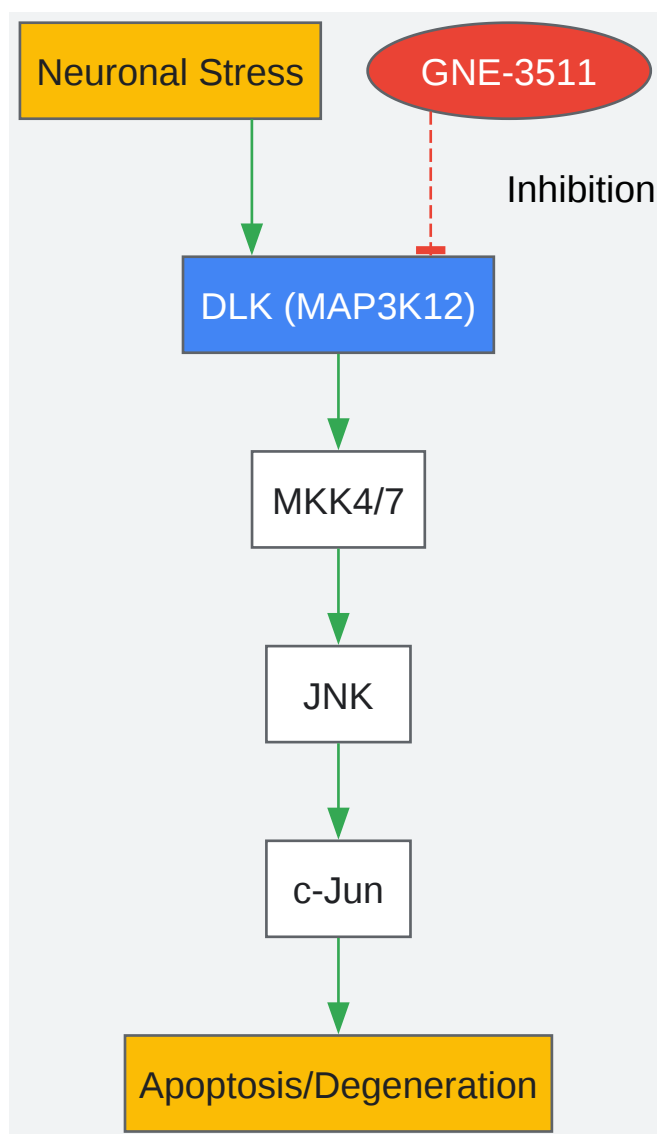 Neuronal Stress
GNE-3511
Inhibition
DLK (MAP3K12)
MKK4/7
JNK
c-Jun
Apoptosis/Degeneration